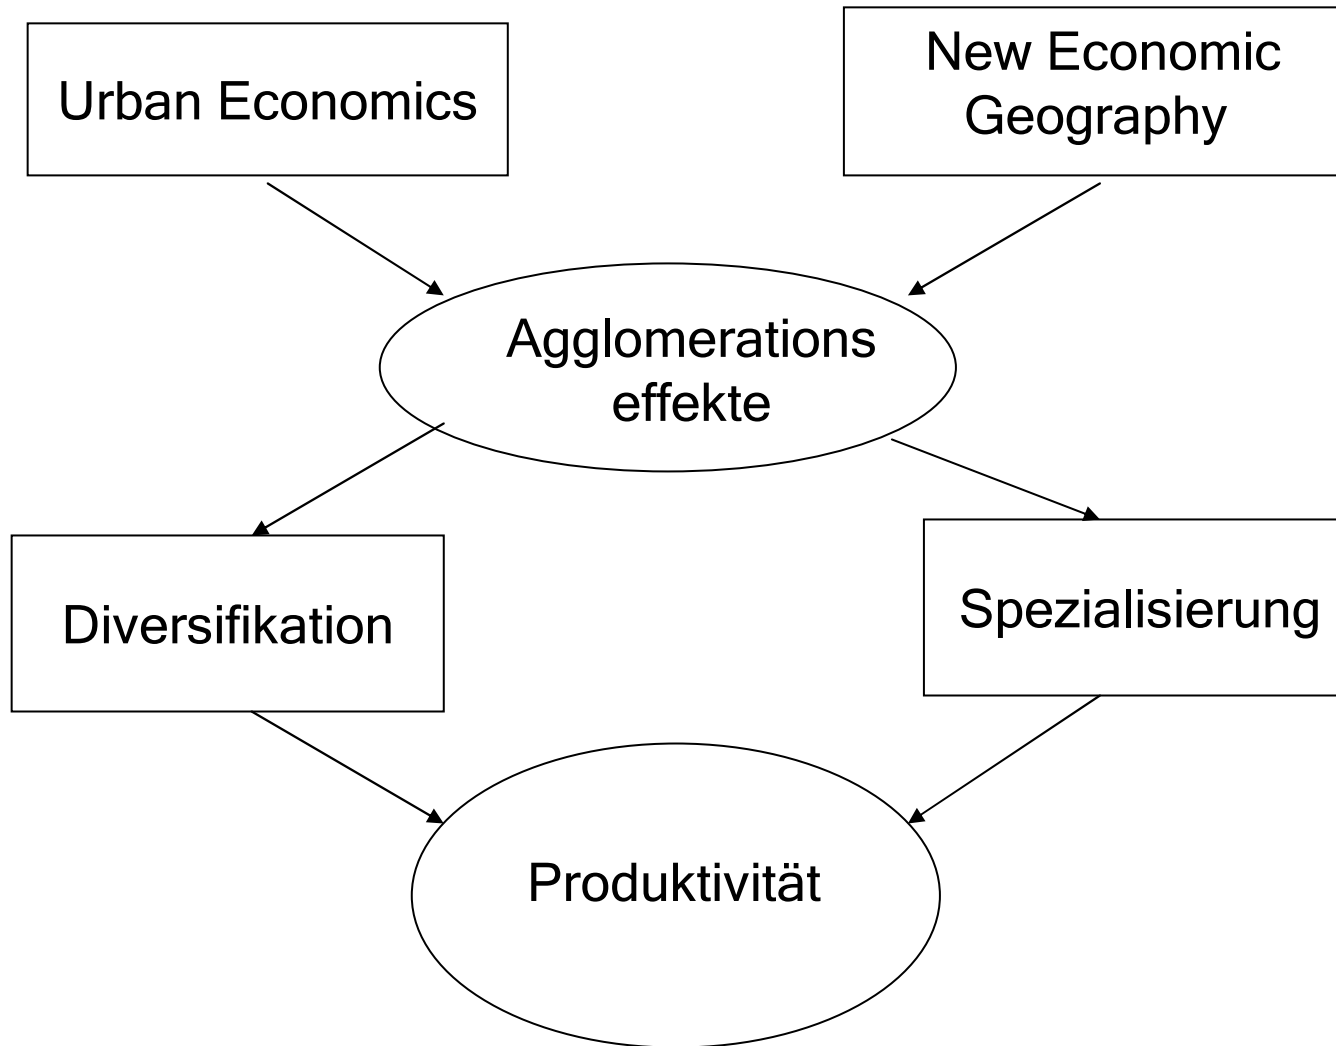 Urban Economics
New Economic
Geography
Agglomerations
effekte
Diversifikation
Spezialisierung
Produktivität